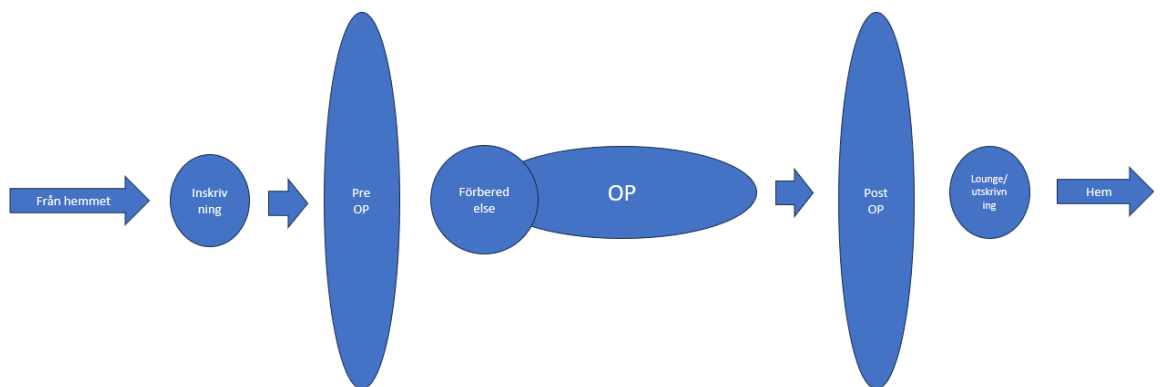 Från hemmet
Inskriv
ning
Pre
OP
Förbered
else
OP
Post
OP
Lounge/
utskrivn
ing
Hem